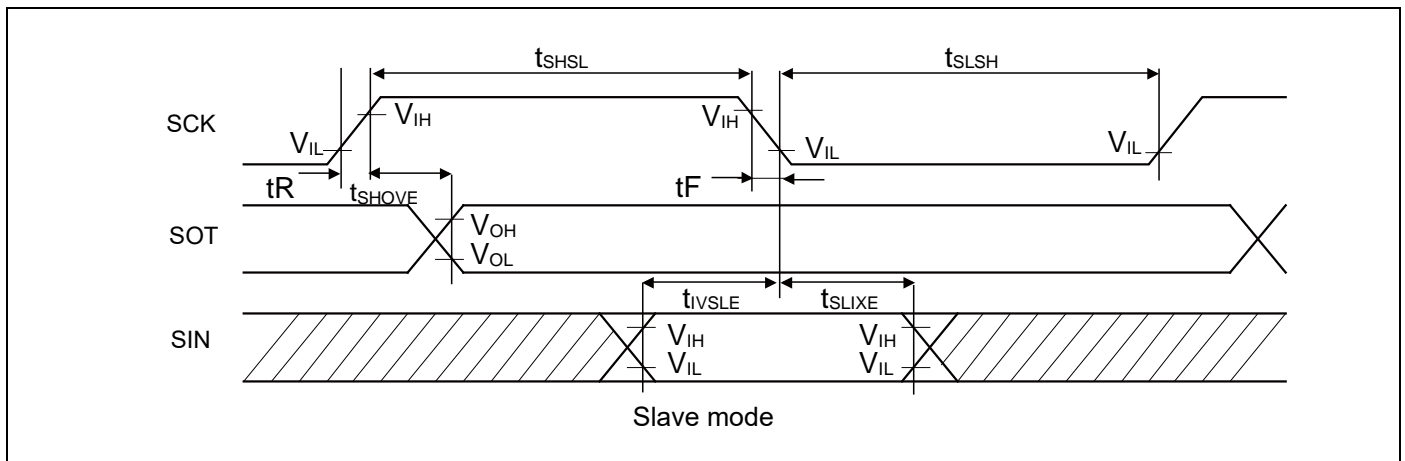 tSHSL tSLSH
SCK VIH VIH
VIL VIL VIL
tR tSHOVE tF
SOT VOH
VOL
tIVSLE tSLIXE
SIN VIH VIH
VIL VIL
Slave mode